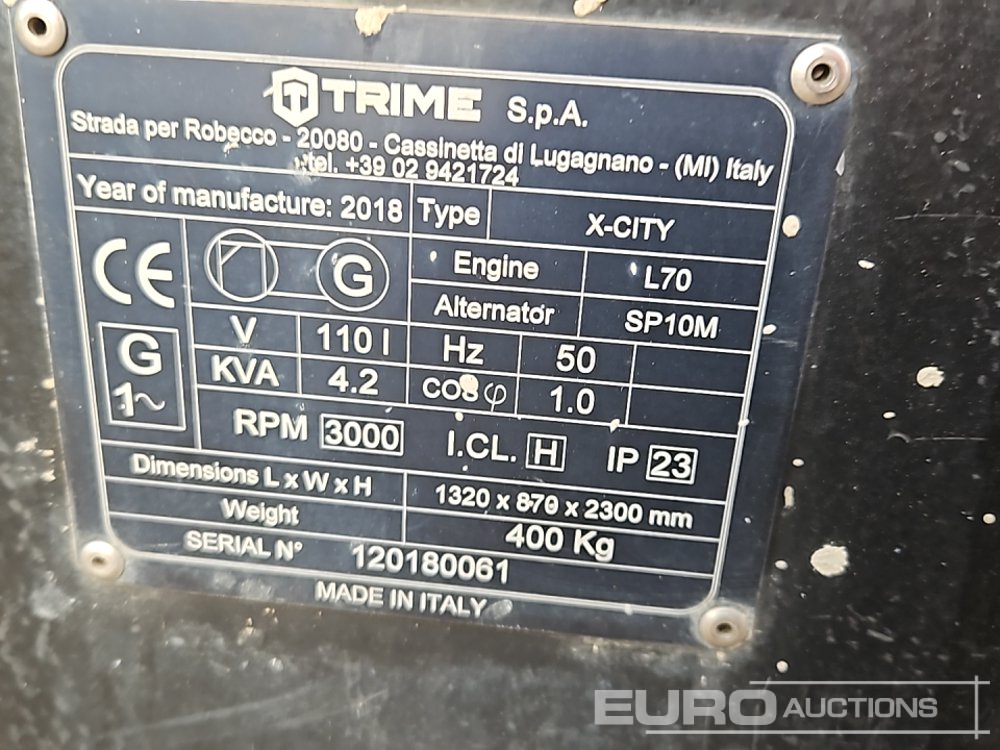 TRIME S.p.A.
Strada per Robecco - 20080 - Cassinetta di Lugagnano - (MI) Italy
tel. +39 02 9421724
Year of manufacture: 2018 Type X-CITY
CE G Engine L70
Alternator SP10M
G 1~ V 110 I Hz 50
KVA 4.2 cos φ 1.0
RPM 3000 I.CL. H IP 23
Dimensions L x W x H 1320 x 870 x 2300 mm
Weight 400 Kg
SERIAL N° 120180061
MADE IN ITALY
EURO AUCTIONS